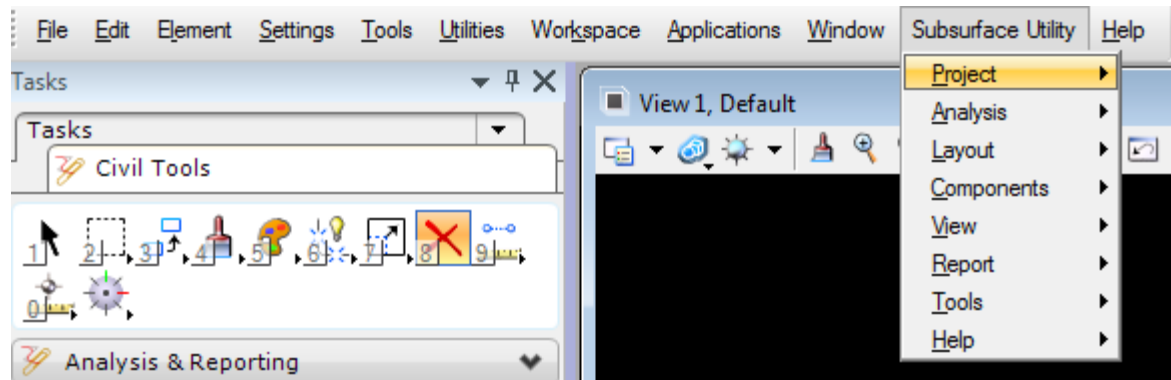 File Edit Element Settings Tools Utilities Workspace Applications Window Subsurface Utility Help
Tasks
Tasks
Civil Tools
1 2 3 4 5 6 7 8 9
0
Analysis & Reporting
View 1, Default
Project
Analysis
Layout
Components
View
Report
Tools
Help